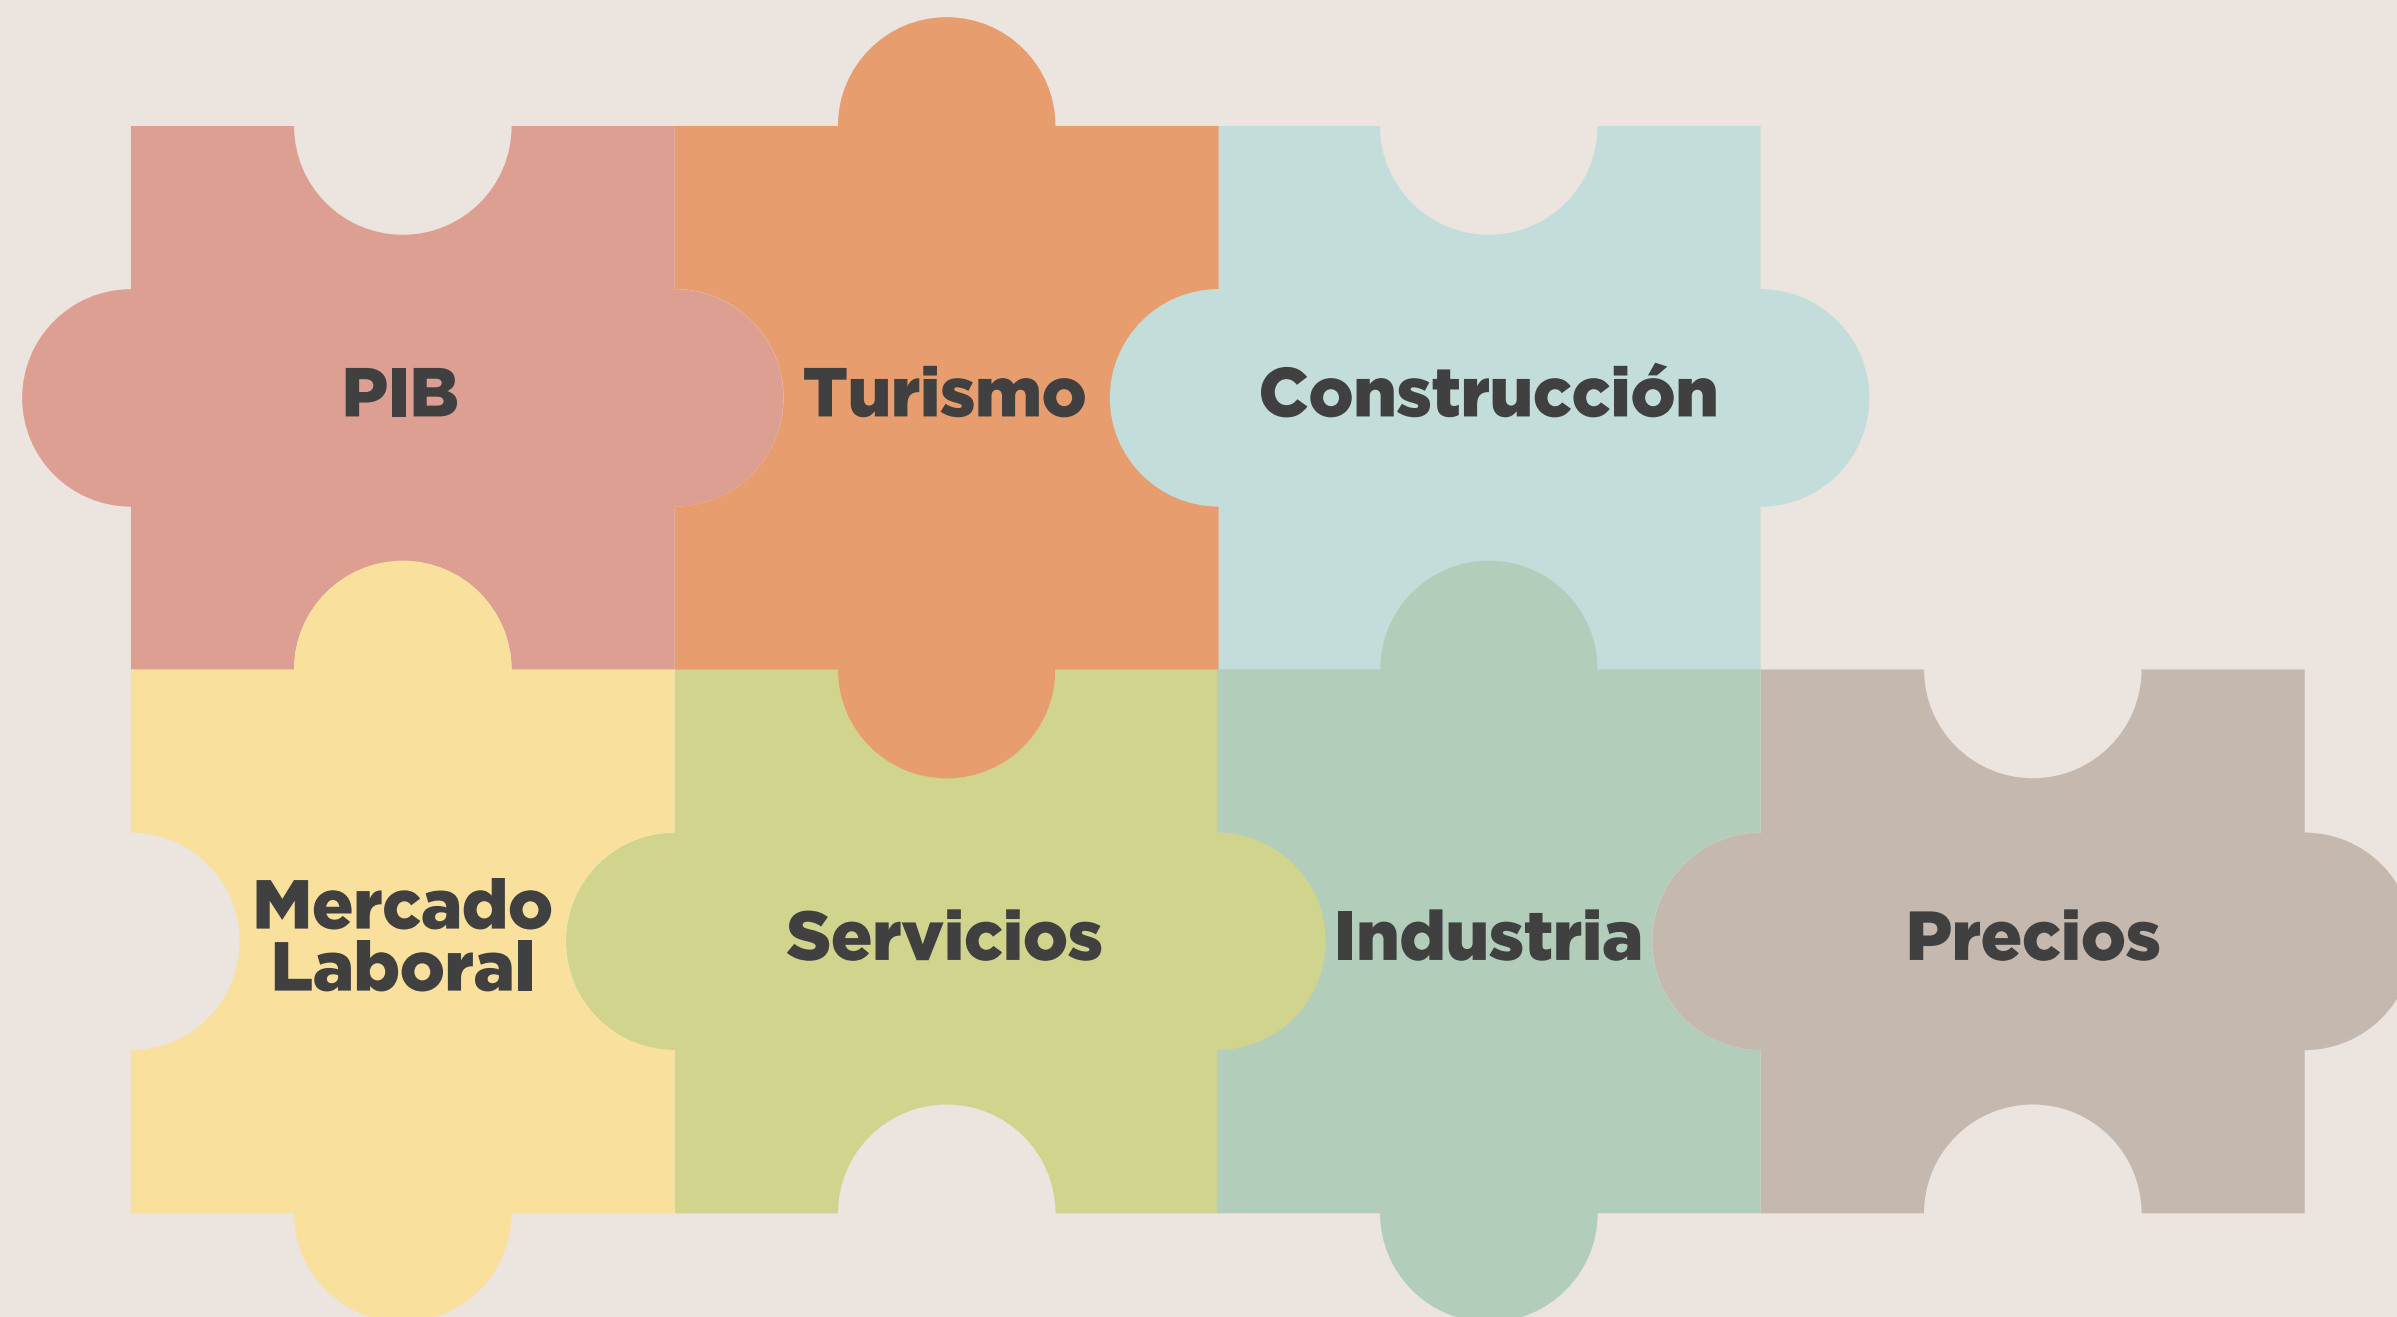 PIB
Turismo
Construcción
Mercado
Laboral
Servicios
Industria
Precios